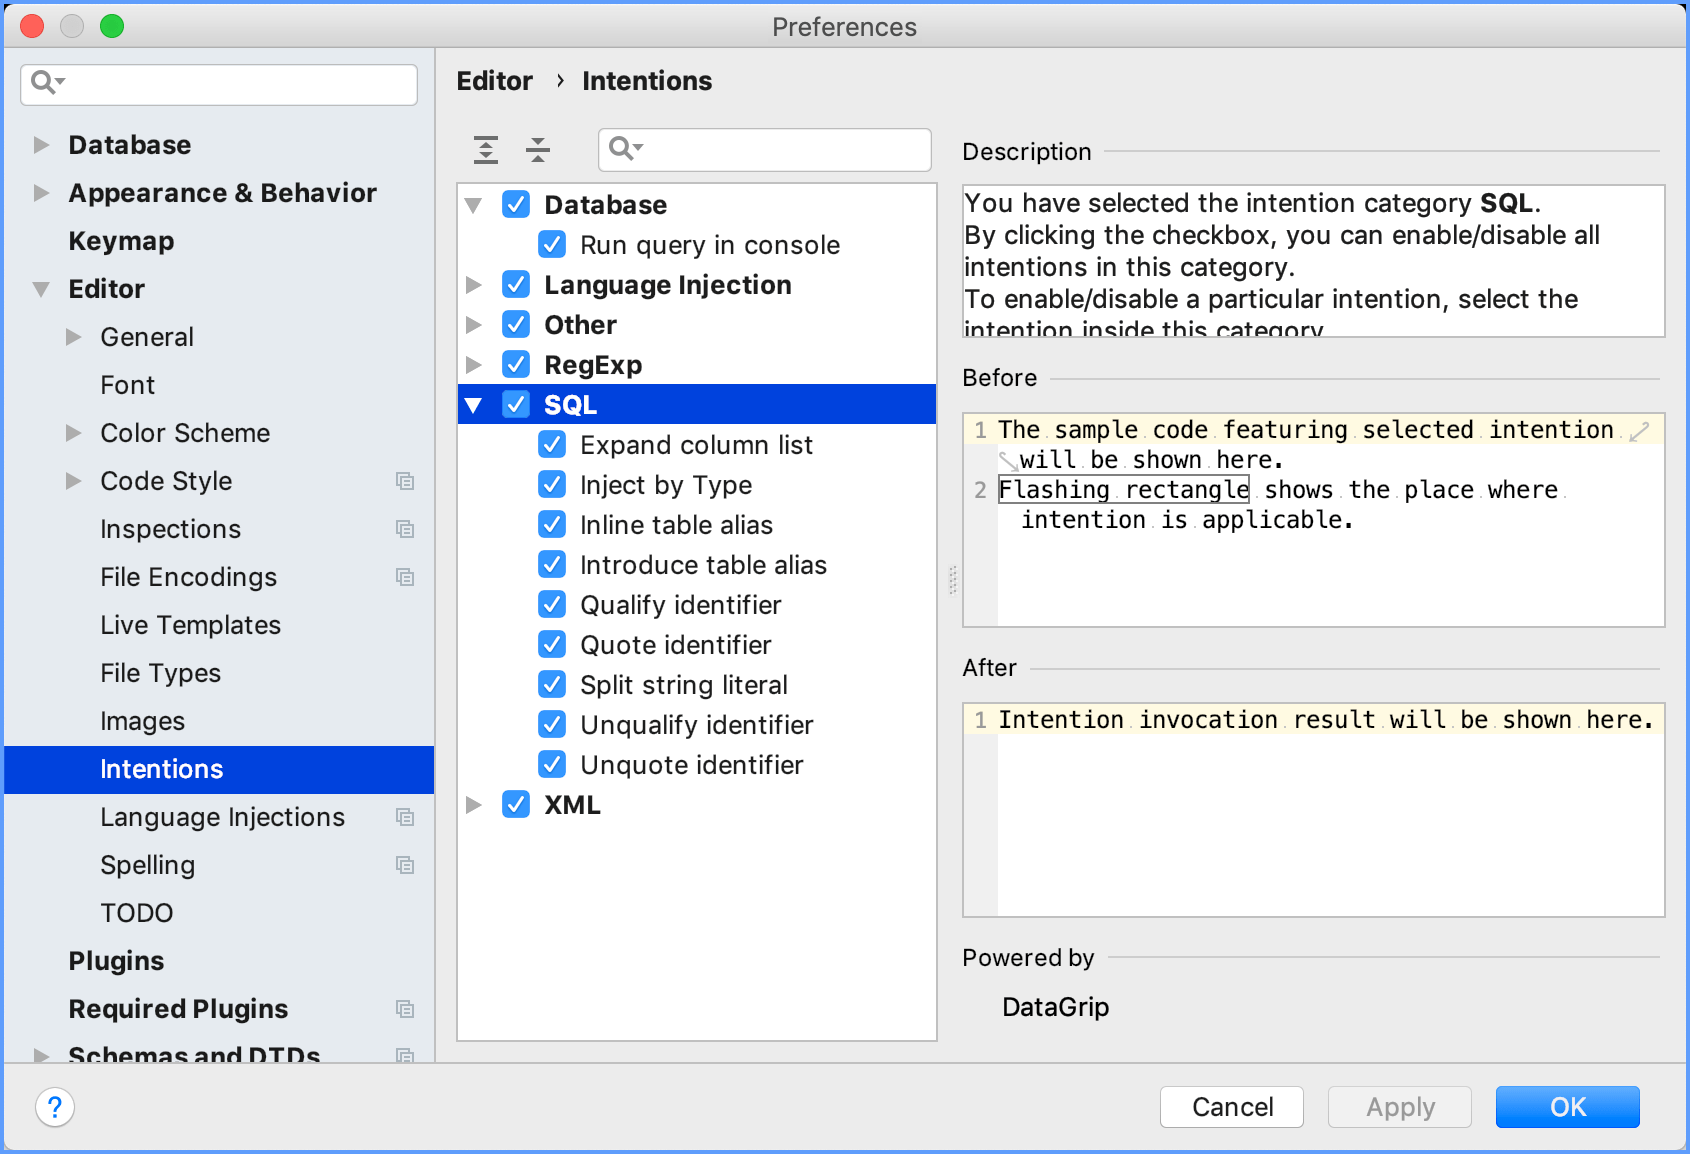 Preferences
Editor › Intentions
Database
Appearance & Behavior
Keymap
Editor
General
Font
Color Scheme
Code Style
Inspections
File Encodings
Live Templates
File Types
Images
Intentions
Language Injections
Spelling
TODO
Plugins
Required Plugins
Schemas and DTDs
Database
Run query in console
Language Injection
Other
RegExp
SQL
Expand column list
Inject by Type
Inline table alias
Introduce table alias
Qualify identifier
Quote identifier
Split string literal
Unqualify identifier
Unquote identifier
XML
Description
You have selected the intention category SQL.
By clicking the checkbox, you can enable/disable all
intentions in this category.
To enable/disable a particular intention, select the
intention inside this category.
Before
1 The sample code featuring selected intention
will be shown here.
2 Flashing rectangle shows the place where
intention is applicable.
After
1 Intention invocation result will be shown here.
Powered by
DataGrip
?
Cancel
Apply
OK